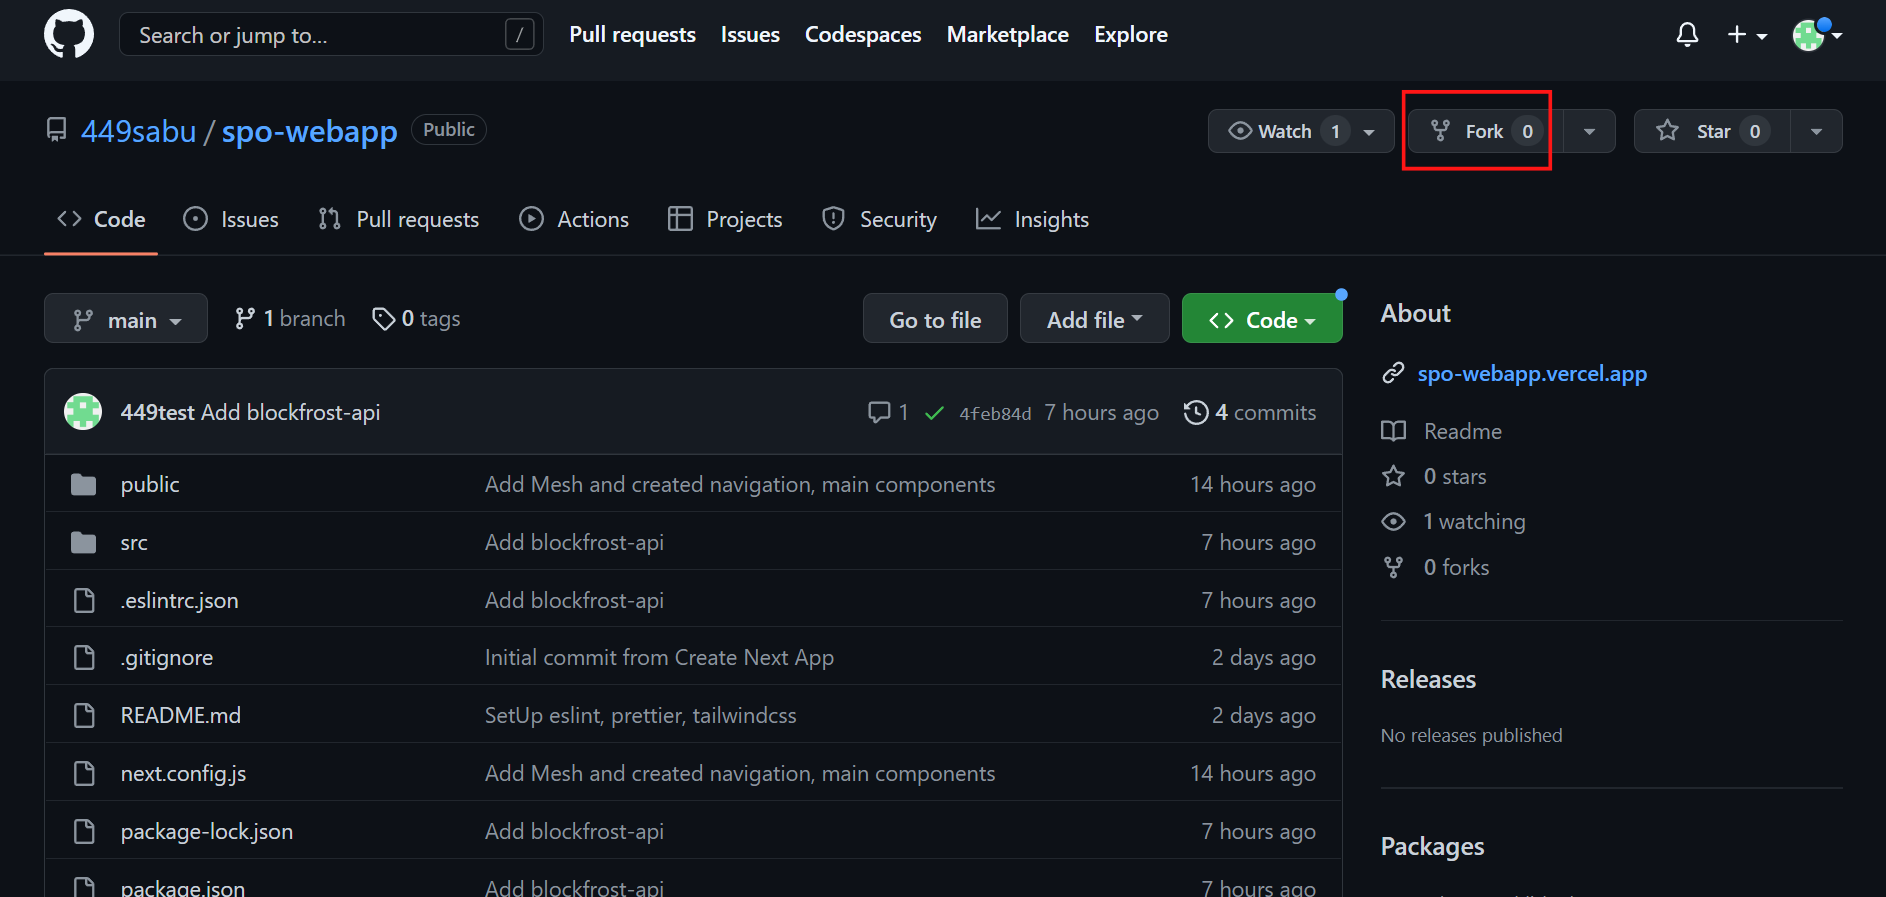 Search or jump to... / Pull requests Issues Codespaces Marketplace Explore
449sabu / spo-webapp Public Watch 1 Fork 0 Star 0
Code Issues Pull requests Actions Projects Security Insights
main 1 branch 0 tags Go to file Add file Code
449test Add blockfrost-api 1 4feb84d 7 hours ago 4 commits
public Add Mesh and created navigation, main components 14 hours ago
src Add blockfrost-api 7 hours ago
.eslintrc.json Add blockfrost-api 7 hours ago
.gitignore Initial commit from Create Next App 2 days ago
README.md SetUp eslint, prettier, tailwindcss 2 days ago
next.config.js Add Mesh and created navigation, main components 14 hours ago
package-lock.json Add blockfrost-api 7 hours ago
package.json Add blockfrost-api 7 hours ago
About
spo-webapp.vercel.app
Readme
0 stars
1 watching
0 forks
Releases
No releases published
Packages